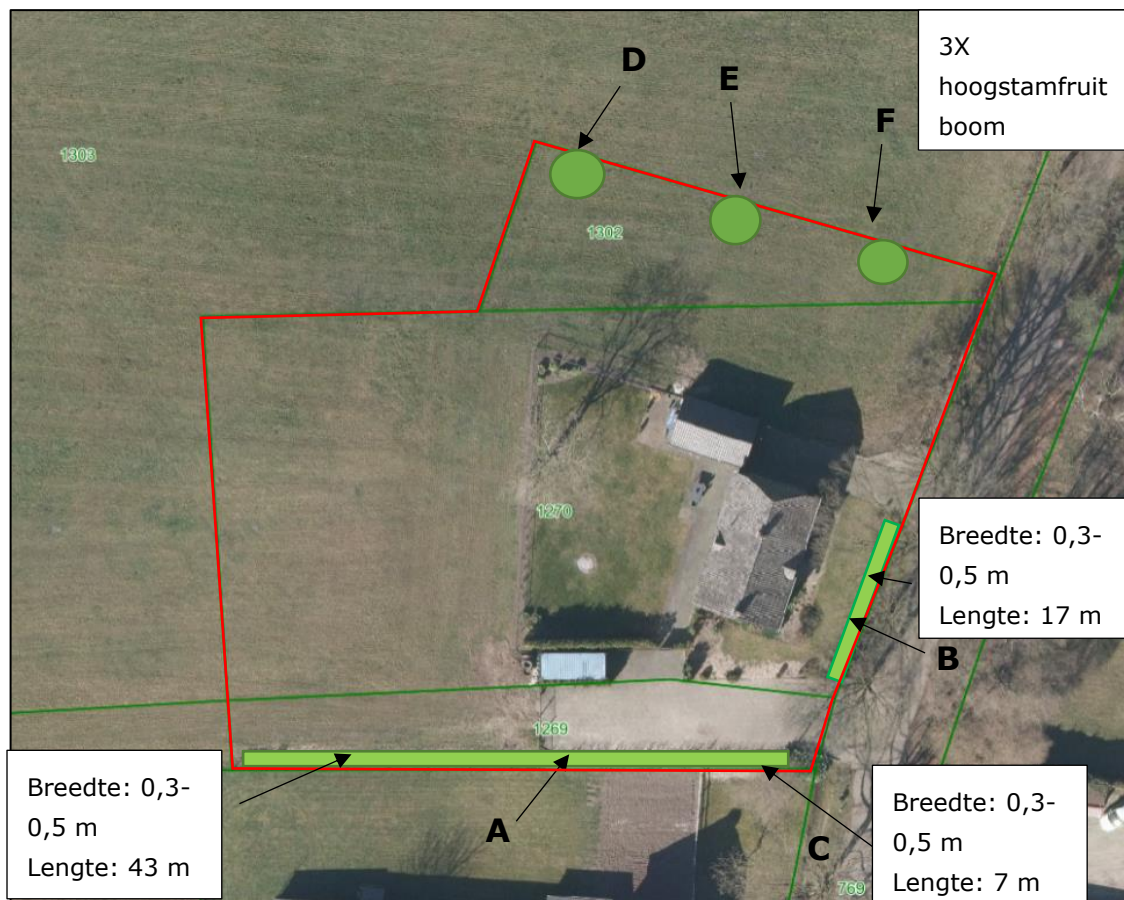 3X
hoogstamfruit
boom
D
E
F
1303
1302
1270
Breedte: 0,3-
0,5 m
Lengte: 17 m
B
1269
Breedte: 0,3-
0,5 m
Lengte: 43 m
A
C
Breedte: 0,3-
0,5 m
Lengte: 7 m
769